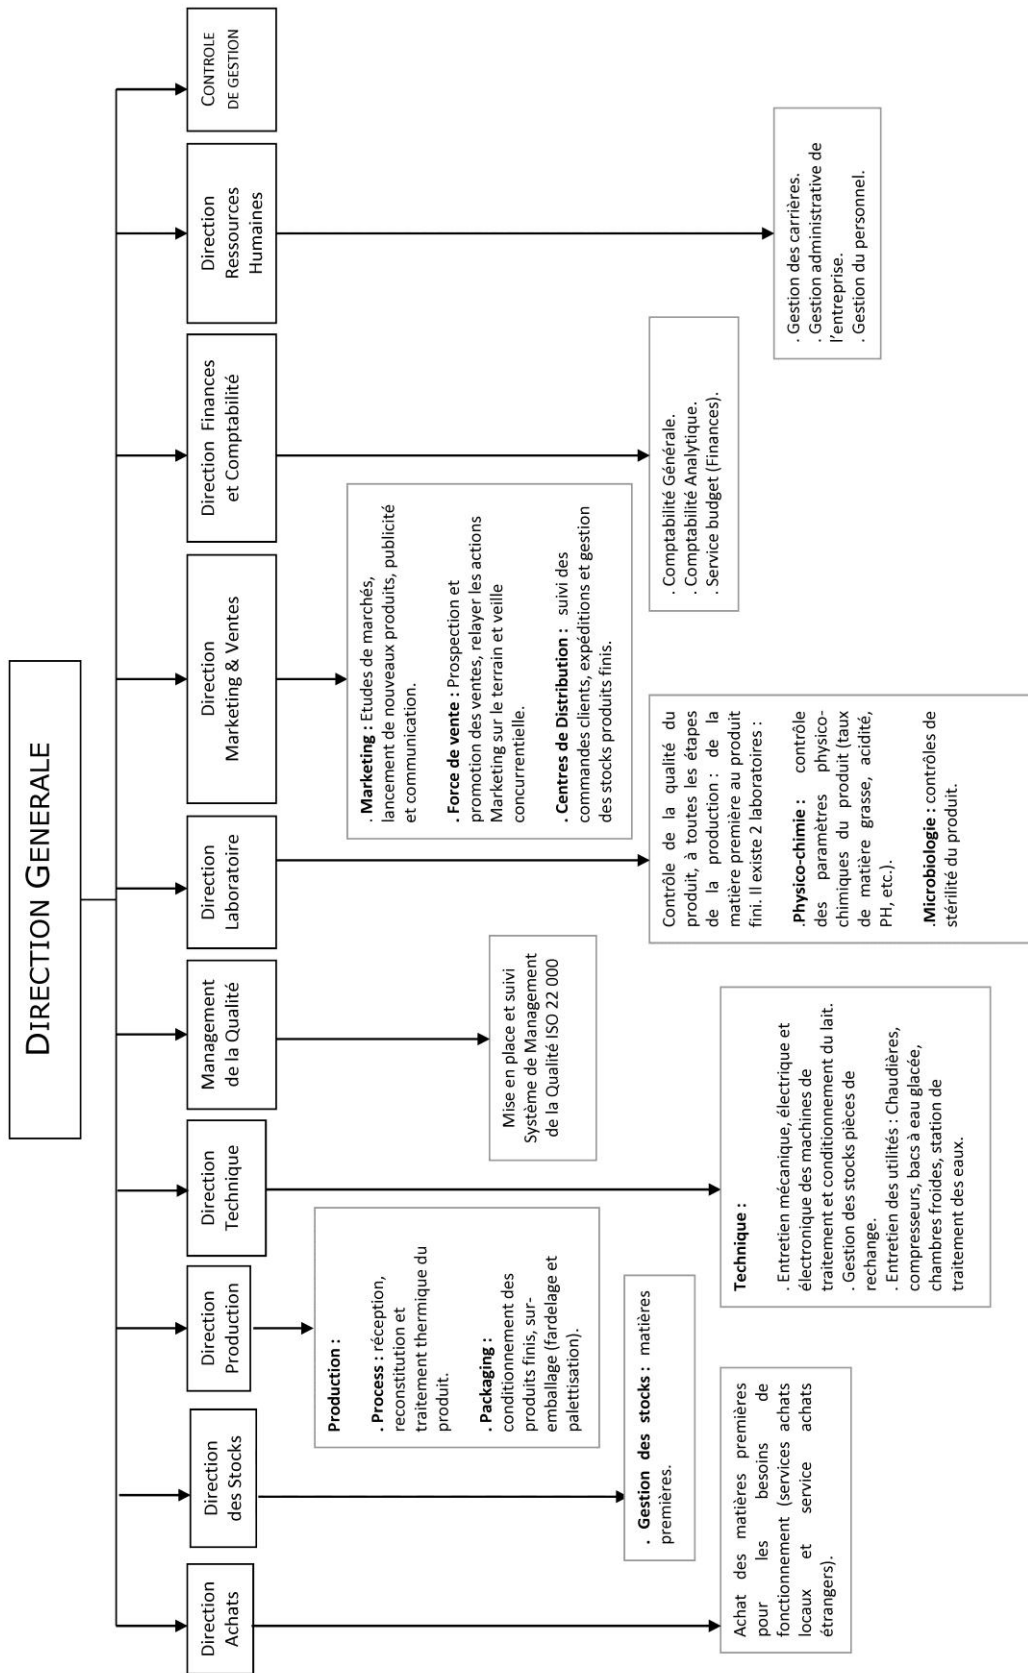 DIRECTION GENERALE
Direction
Achats
Direction
des Stocks
Direction
Production
Direction
Technique
Management
de la Qualité
Direction
Laboratoire
Direction
Marketing & Ventes
Direction Finances
et Comptabilité
Direction
Ressources
Humaines
CONTROLE
DE GESTION
Achat des matières premières
pour les besoins de
fonctionnement (services achats
locaux et service achats
étrangers).
. Gestion des stocks : matières
premières.
Production :
. Process : réception,
reconstitution et
traitement thermique du
produit.
. Packaging :
conditionnement des
produits finis, sur-
emballage (fardelage et
palettisation).
Technique :
. Entretien mécanique, électrique et
électronique des machines de
traitement et conditionnement du lait.
. Gestion des stocks pièces de
rechange.
. Entretien des utilités : Chaudières,
compresseurs, bacs à eau glacée,
chambres froides, station de
traitement des eaux.
Mise en place et suivi
Système de Management
de la Qualité ISO 22 000
Contrôle de la qualité du
produit, à toutes les étapes
de la production : de la
matière première au produit
fini. Il existe 2 laboratoires :
.Physico-chimie : contrôle
des paramètres physico-
chimiques du produit (taux
de matière grasse, acidité,
PH, etc.).
.Microbiologie : contrôles de
stérilité du produit.
. Marketing : Etudes de marchés,
lancement de nouveaux produits, publicité
et communication.
. Force de vente : Prospection et
promotion des ventes, relayer les actions
Marketing sur le terrain et veille
concurrentielle.
. Centres de Distribution : suivi des
commandes clients, expéditions et gestion
des stocks produits finis.
. Comptabilité Générale.
. Comptabilité Analytique.
. Service budget (Finances).
. Gestion des carrières.
. Gestion administrative de
l'entreprise.
. Gestion du personnel.